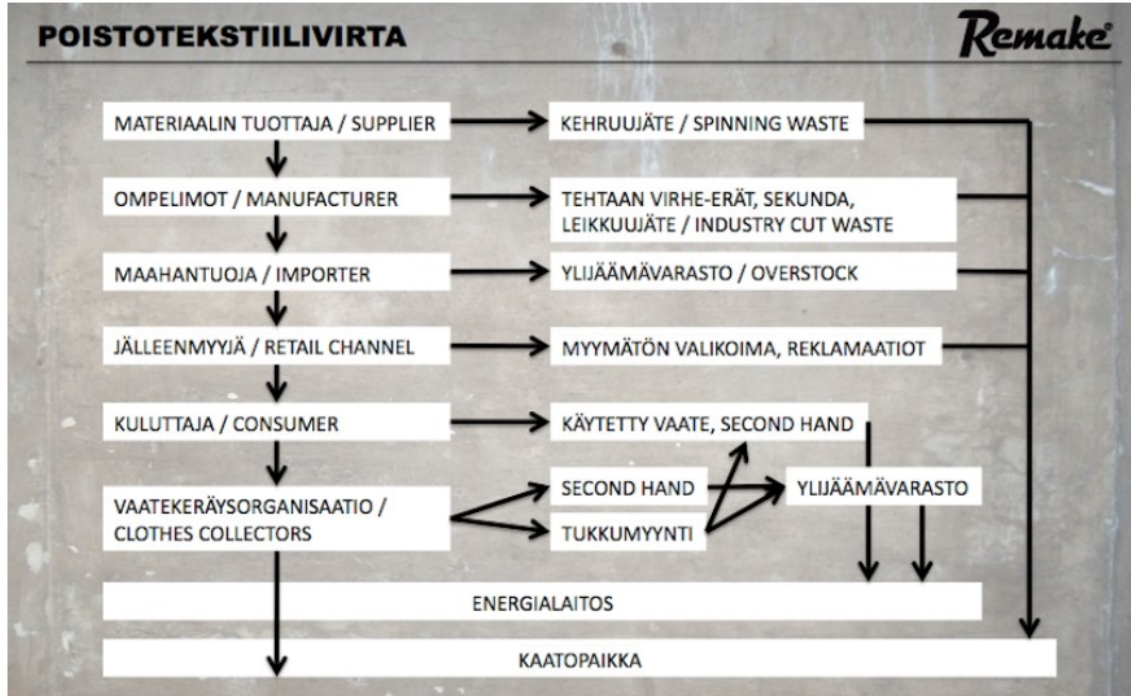 POISTOTEKSTIILIVIRTA
Remake
MATERIAALIN TUOTTAJA / SUPPLIER
KEHRUUJÄTE / SPINNING WASTE
OMPELIMOT / MANUFACTURER
TEHTAAN VIRHE-ERÄT, SEKUNDA,
LEIKKUUJÄTE / INDUSTRY CUT WASTE
MAAHANTUOJA / IMPORTER
YLIJÄÄMÄVARASTO / OVERSTOCK
JÄLLEENMYYJÄ / RETAIL CHANNEL
MYYMÄTÖN VALIKOIMA, REKLAMAATIOT
KULUTTAJA / CONSUMER
KÄYTETTY VAATE, SECOND HAND
VAATEKERÄYSORGANISAATIO /
CLOTHES COLLECTORS
SECOND HAND
YLIJÄÄMÄVARASTO
TUKKUMYYNTI
ENERGIALAITOS
KAATOPAIKKA